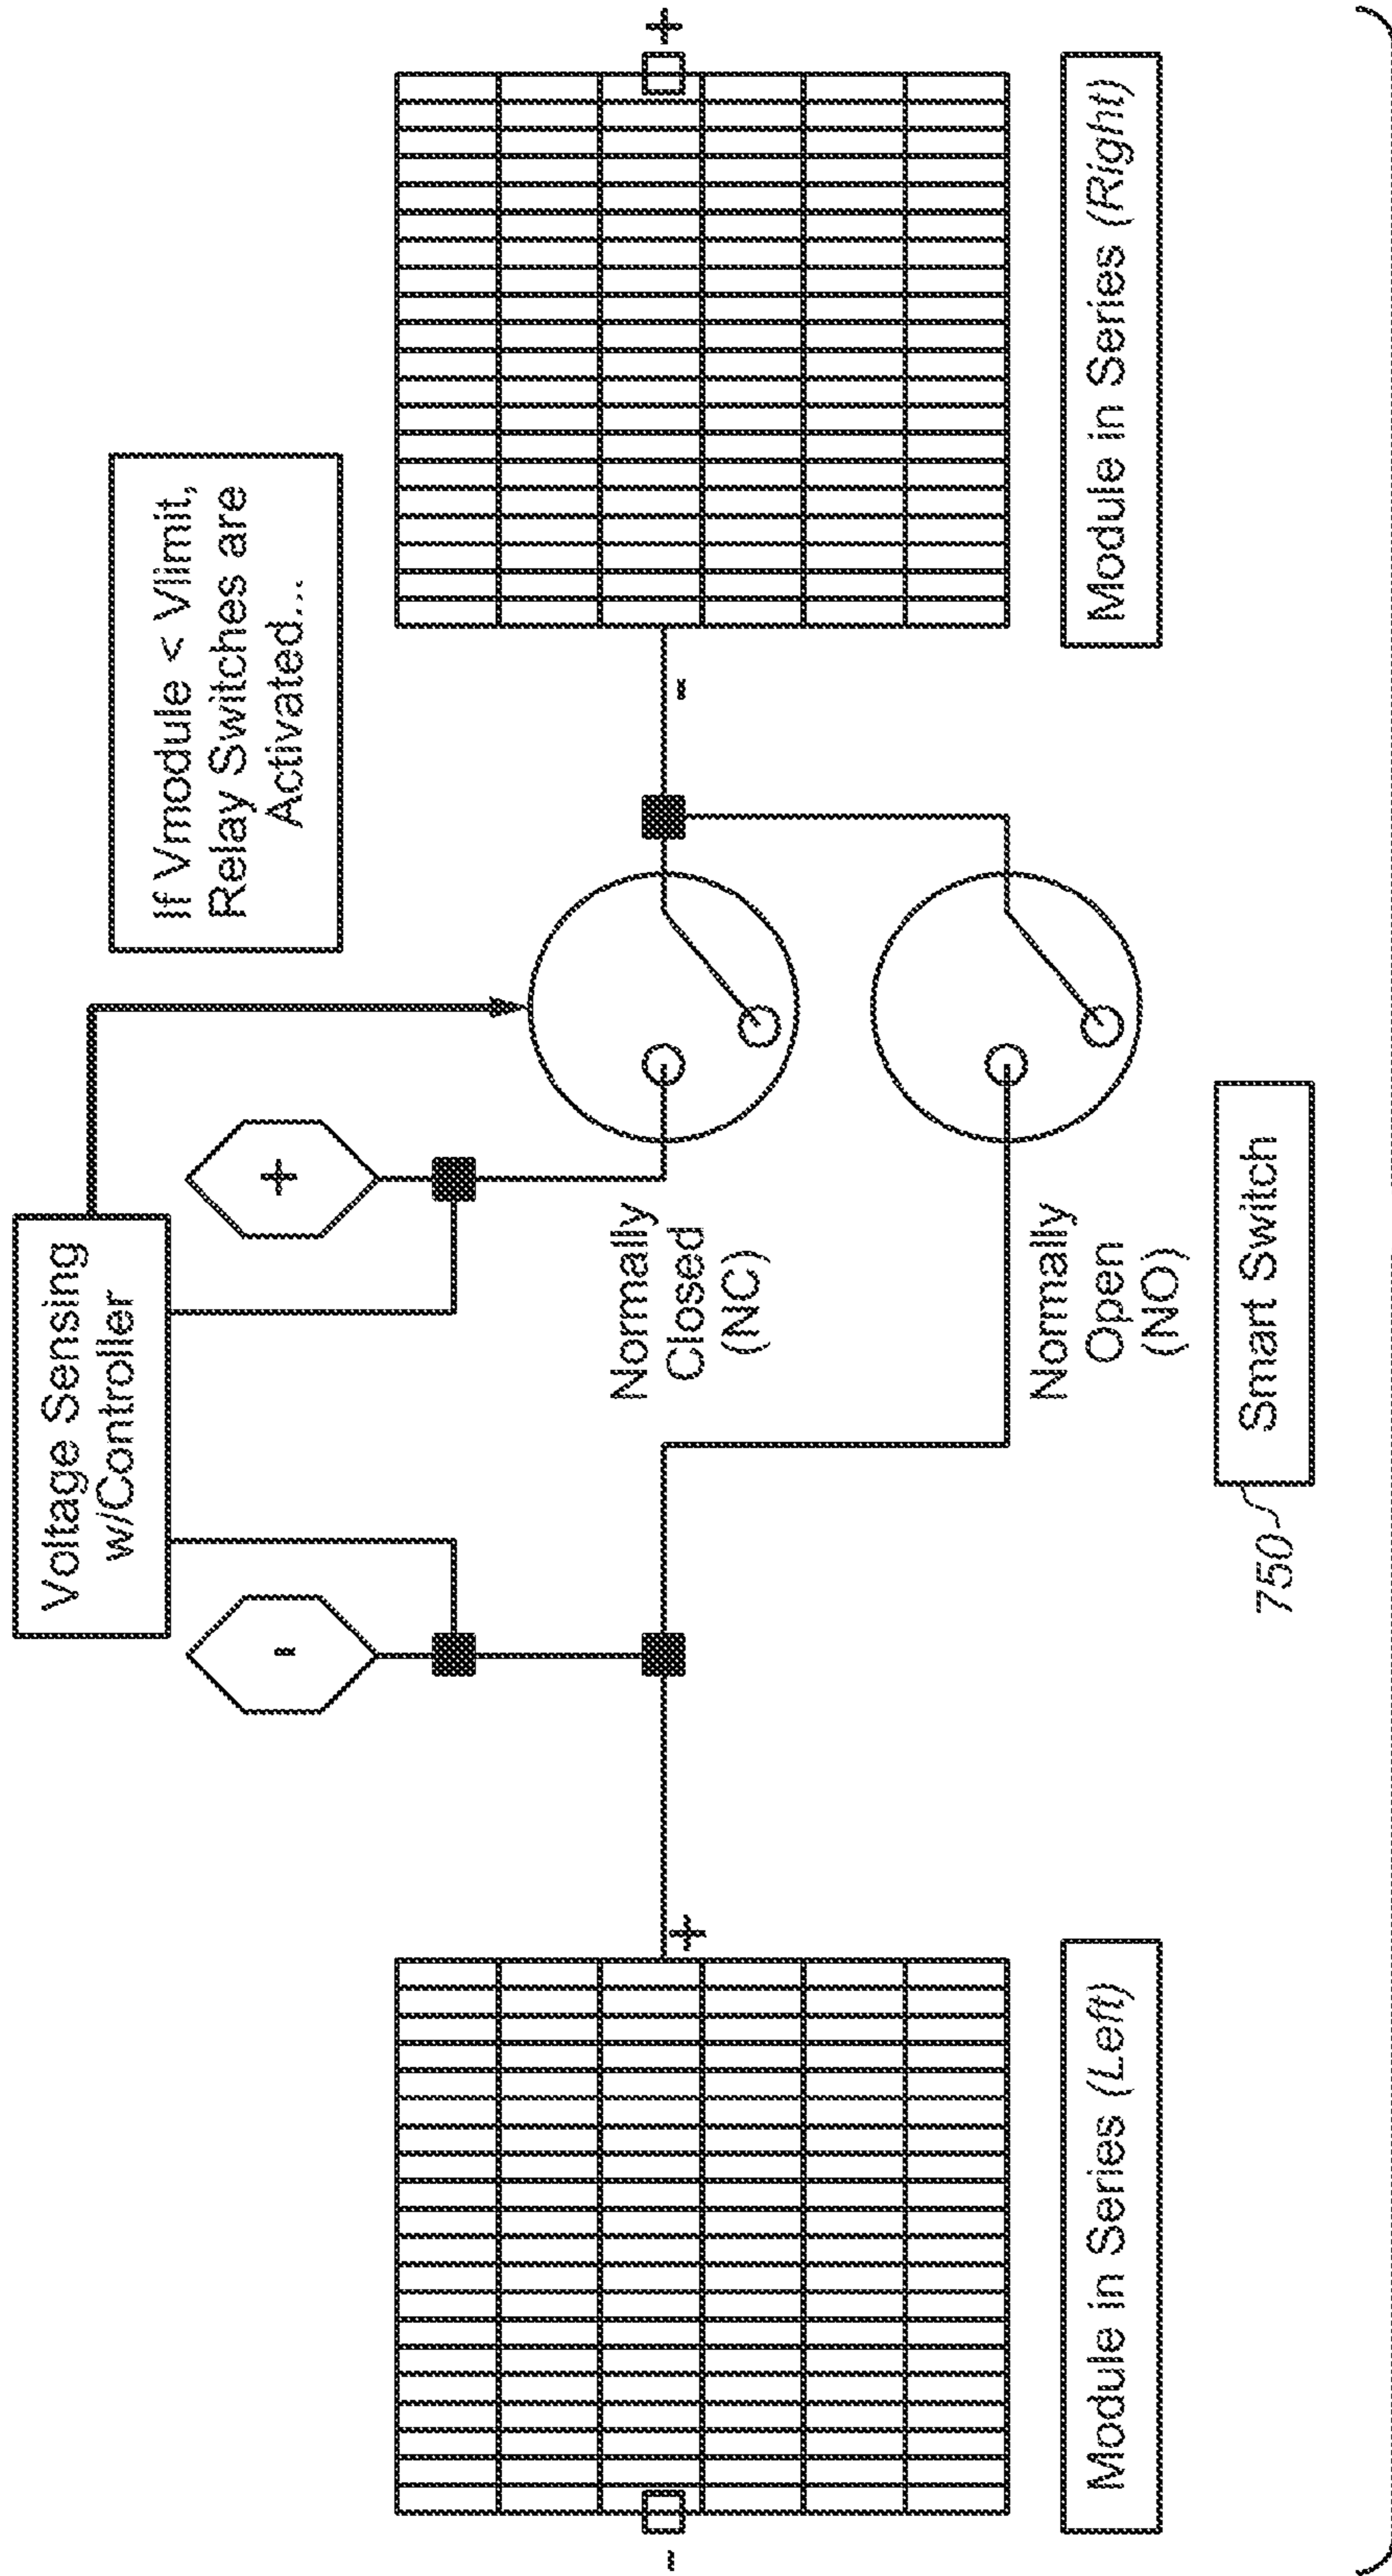 Voltage Sensing
w/Controller
If Vmodule < Vlimit,
Relay Switches are
Activated...
-
+
Normally
Closed
(NC)
-
+
-
+
Normally
Open
(NO)
Module in Series (Left)
Module in Series (Right)
750
Smart Switch